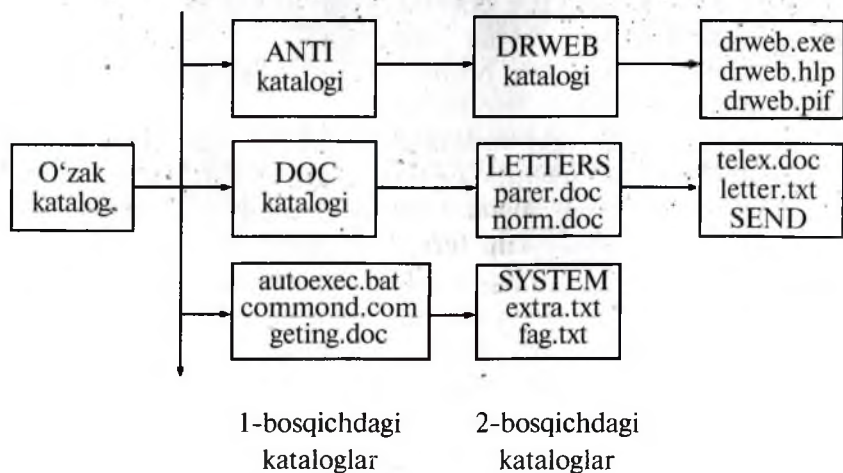 ANTI
katalogi
DRWEB
katalogi
drweb.exe
drweb.hlp
drweb.pif
O‘zak
katalog.
DOC
katalogi
LETTERS
parer.doc
norm.doc
telex.doc
letter.txt
SEND
autoexec.bat
commond.com
geting.doc
SYSTEM
extra.txt
fag.txt
1-bosqichdagi
kataloglar
2-bosqichdagi
kataloglar